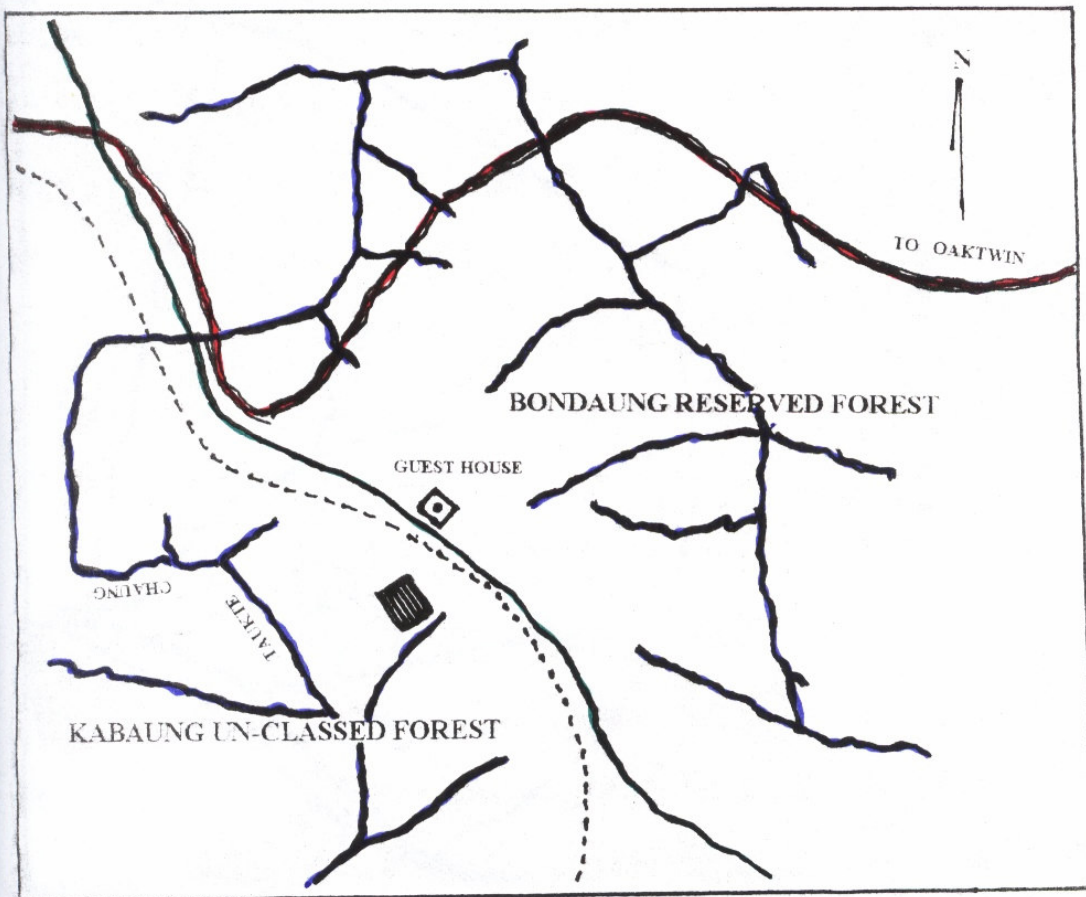 N
TO OAKTWIN
BONDAUNG RESERVED FOREST
GUEST HOUSE
CHAUNG
TAUKTE
KABAUNG UN-CLASSED FOREST